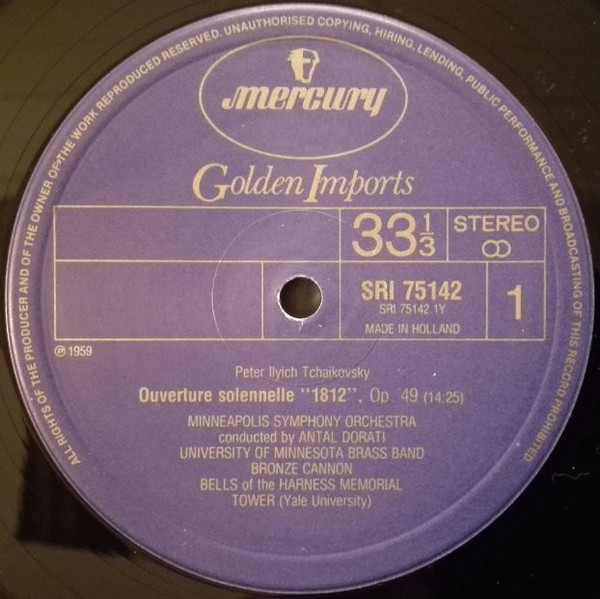 ALL RIGHTS OF THE PRODUCER AND OF THE OWNER OF THE WORK REPRODUCED RESERVED. UNAUTHORISED COPYING, HIRING, LENDING, PUBLIC PERFORMANCE AND BROADCASTING OF THIS RECORD PROHIBITED.
mercury
Golden Imports
33 1/3
STEREO
SRI 75142
SRI 75142.1Y
MADE IN HOLLAND
1
℗ 1959
Peter Ilyich Tchaikovsky
Ouverture solennelle "1812", Op. 49 (14:25)
MINNEAPOLIS SYMPHONY ORCHESTRA
conducted by ANTAL DORATI
UNIVERSITY OF MINNESOTA BRASS BAND
BRONZE CANNON
BELLS of the HARNESS MEMORIAL
TOWER (Yale University)